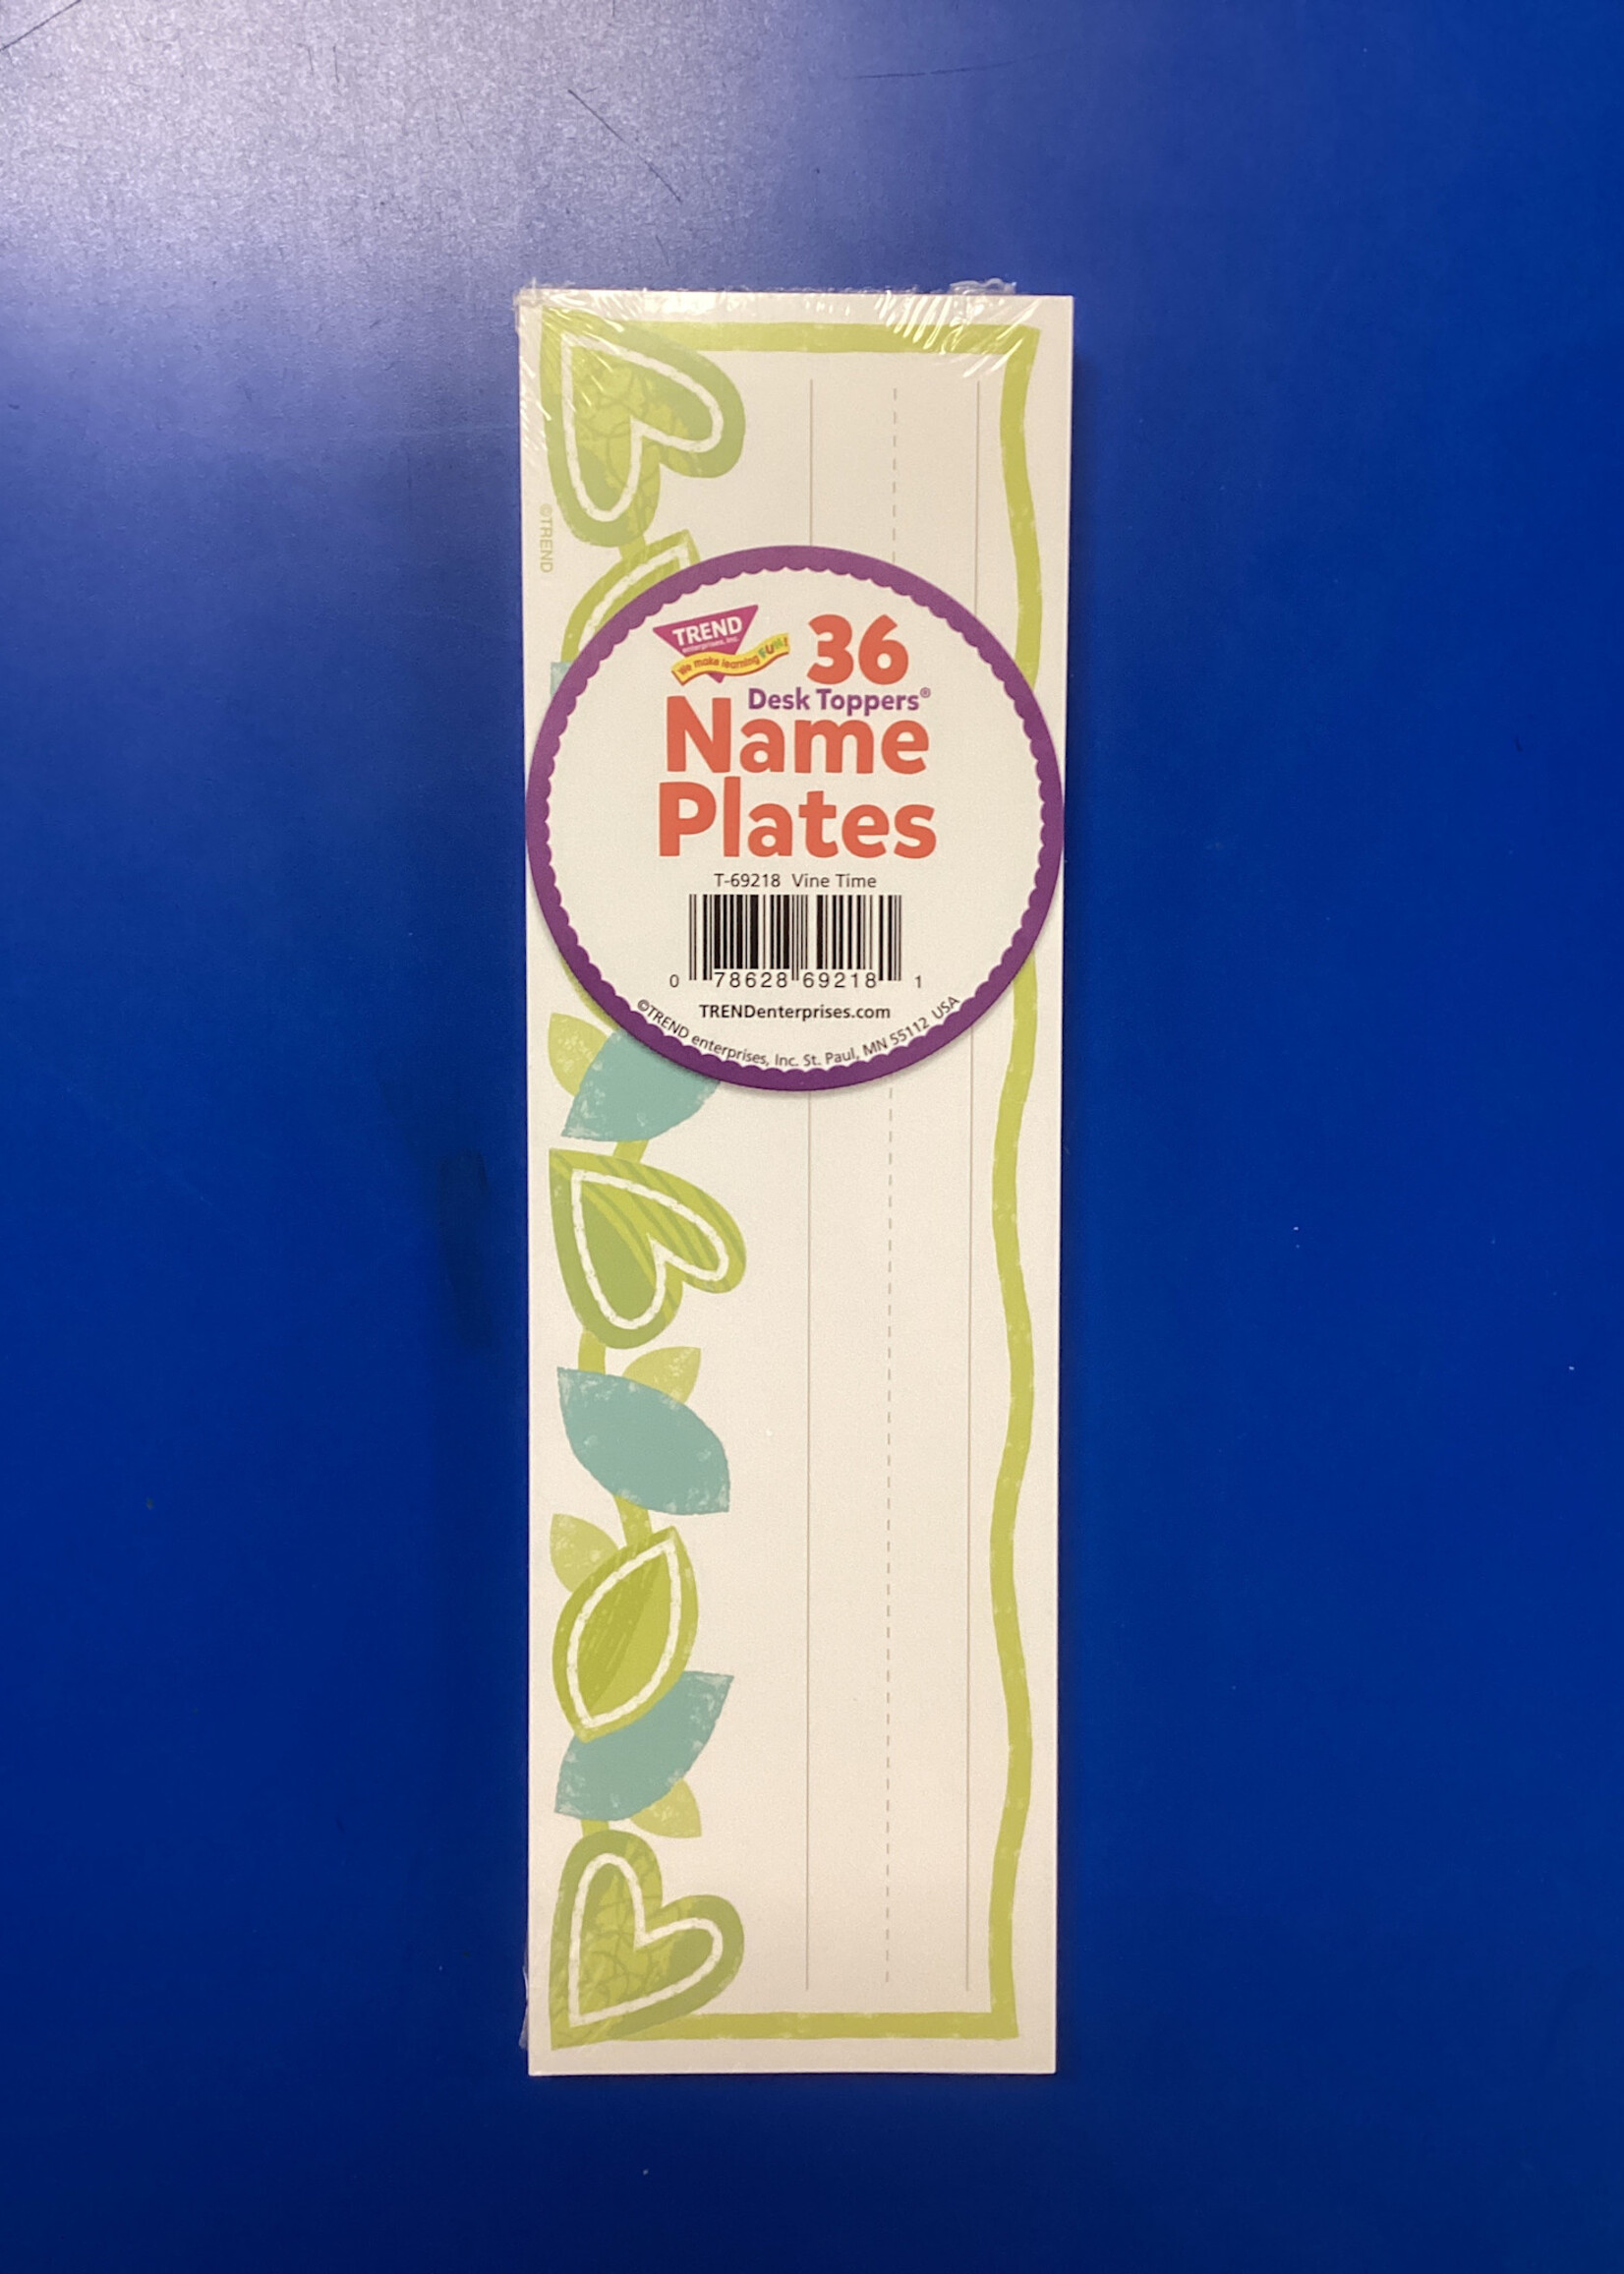 ©TREND
TREND
enterprises, inc.
We make learning FUN!
36
Desk Toppers®
Name
Plates
T-69218 Vine Time
0 78628 69218 1
TRENDenterprises.com
©TREND enterprises, Inc. St. Paul, MN 55112 USA